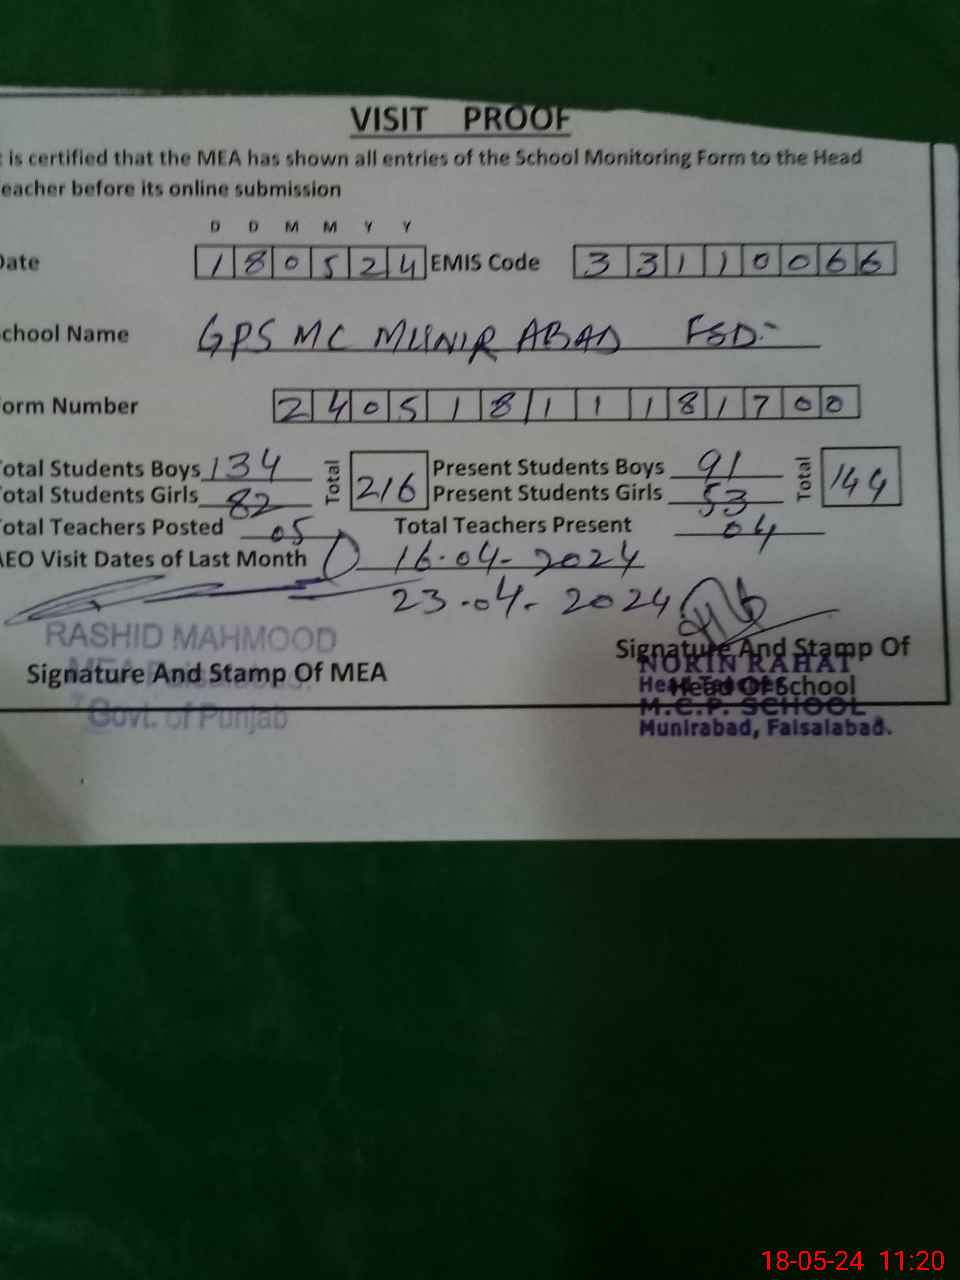 VISIT PROOF
is certified that the MEA has shown all entries of the School Monitoring Form to the Head
eacher before its online submission
D D M M Y Y
Date 1 8 0 5 2 4 EMIS Code 3 3 1 1 0 0 6 6
chool Name GPS MC MUNIR ABAD FSD:-
orm Number 2 4 0 5 1 8 1 1 1 8 1 7 0 0
otal Students Boys 134 Total 216 Present Students Boys 91 Total 144
otal Students Girls 82 Present Students Girls 53
otal Teachers Posted 05 Total Teachers Present 04
AEO Visit Dates of Last Month 16-04-2024
23-04-2024
RASHID MAHMOOD
Signature And Stamp Of MEA
Govt. of Punjab
Signature And Stamp Of
NORIN RAHAT
Head Of School
M.C.P. SCHOOL
Munirabad, Faisalabad.
18-05-24 11:20